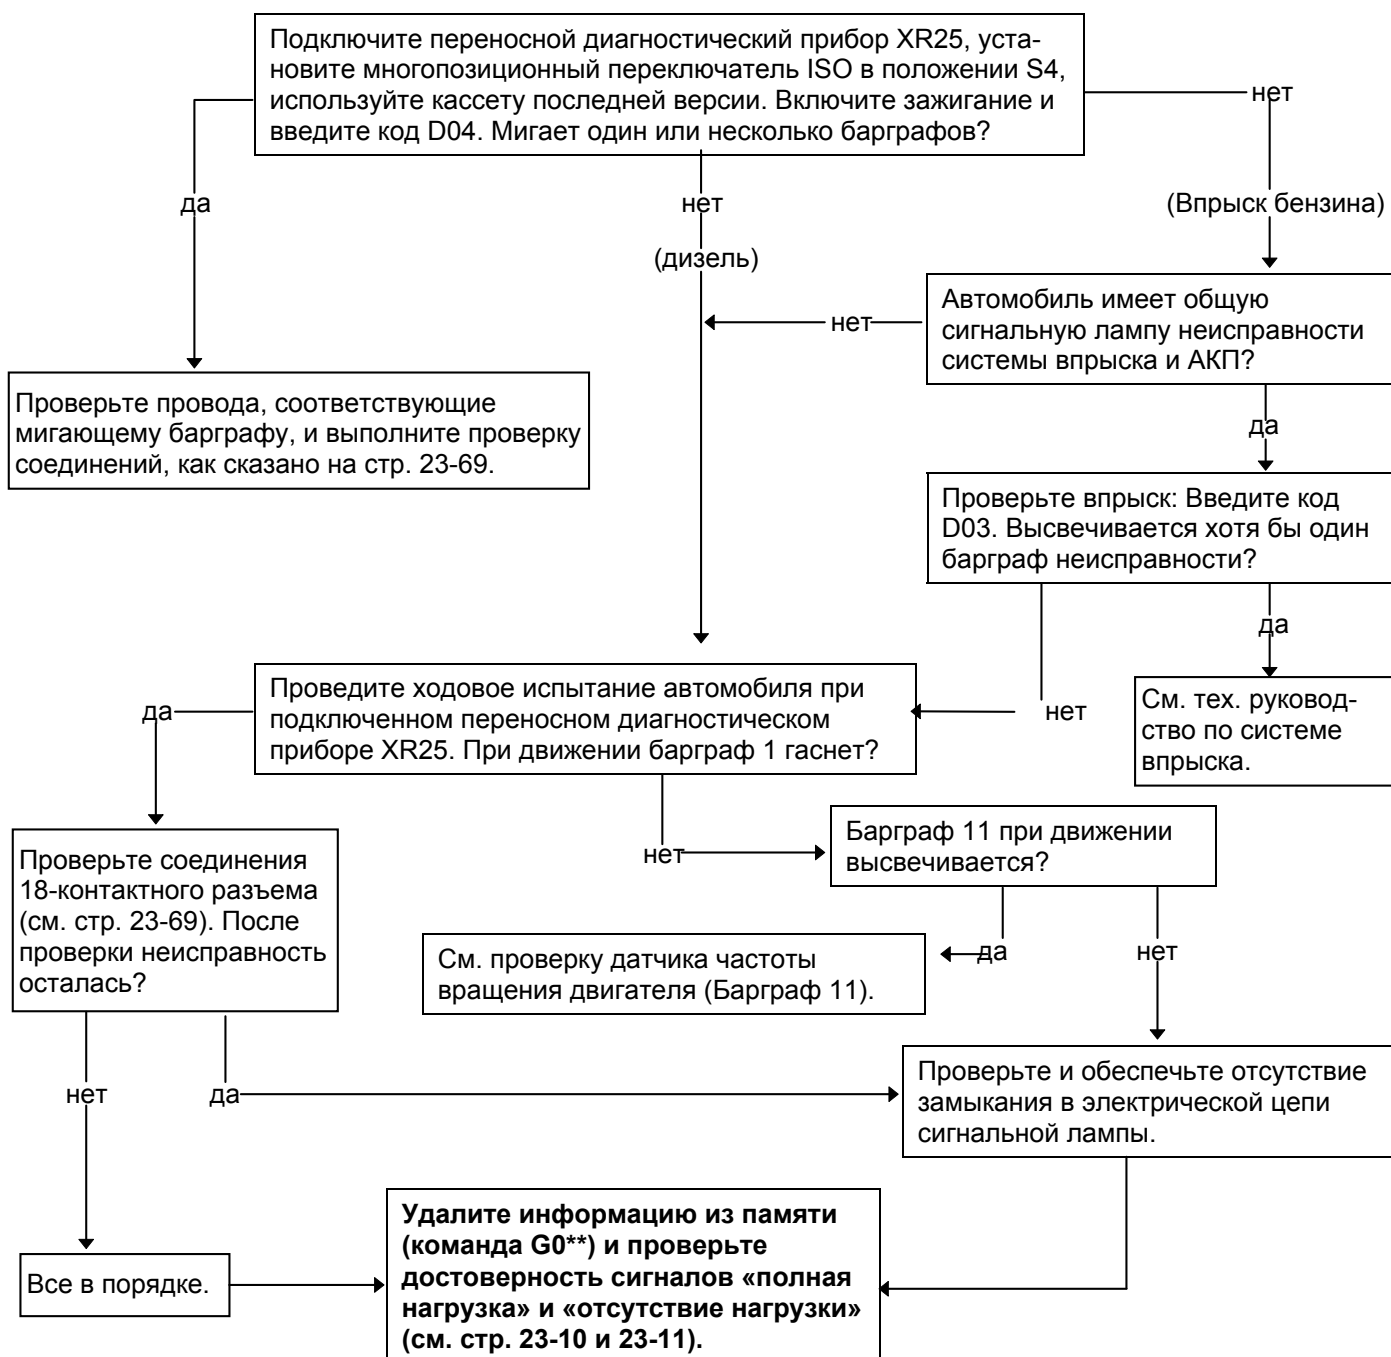 Подключите переносной диагностический прибор XR25, уста-
новите многопозиционный переключатель ISO в положении S4,
используйте кассету последней версии. Включите зажигание и
введите код D04. Мигает один или несколько барграфов?
нет
да
нет
(Впрыск бензина)
(дизель)
Автомобиль имеет общую
сигнальную лампу неисправности
системы впрыска и АКП?
нет
Проверьте провода, соответствующие
мигающему барграфу, и выполните проверку
соединений, как сказано на стр. 23-69.
да
Проверьте впрыск: Введите код
D03. Высвечивается хотя бы один
барграф неисправности?
да
нет
См. тех. руковод-
ство по системе
впрыска.
Проведите ходовое испытание автомобиля при
подключенном переносном диагностическом
приборе XR25. При движении барграф 1 гаснет?
да
нет
Барграф 11 при движении
высвечивается?
Проверьте соединения
18-контактного разъема
(см. стр. 23-69). После
проверки неисправность
осталась?
да
нет
См. проверку датчика частоты
вращения двигателя (Барграф 11).
нет
да
Проверьте и обеспечьте отсутствие
замыкания в электрической цепи
сигнальной лампы.
Все в порядке.
Удалите информацию из памяти
(команда G0**) и проверьте
достоверность сигналов «полная
нагрузка» и «отсутствие нагрузки»
(см. стр. 23-10 и 23-11).